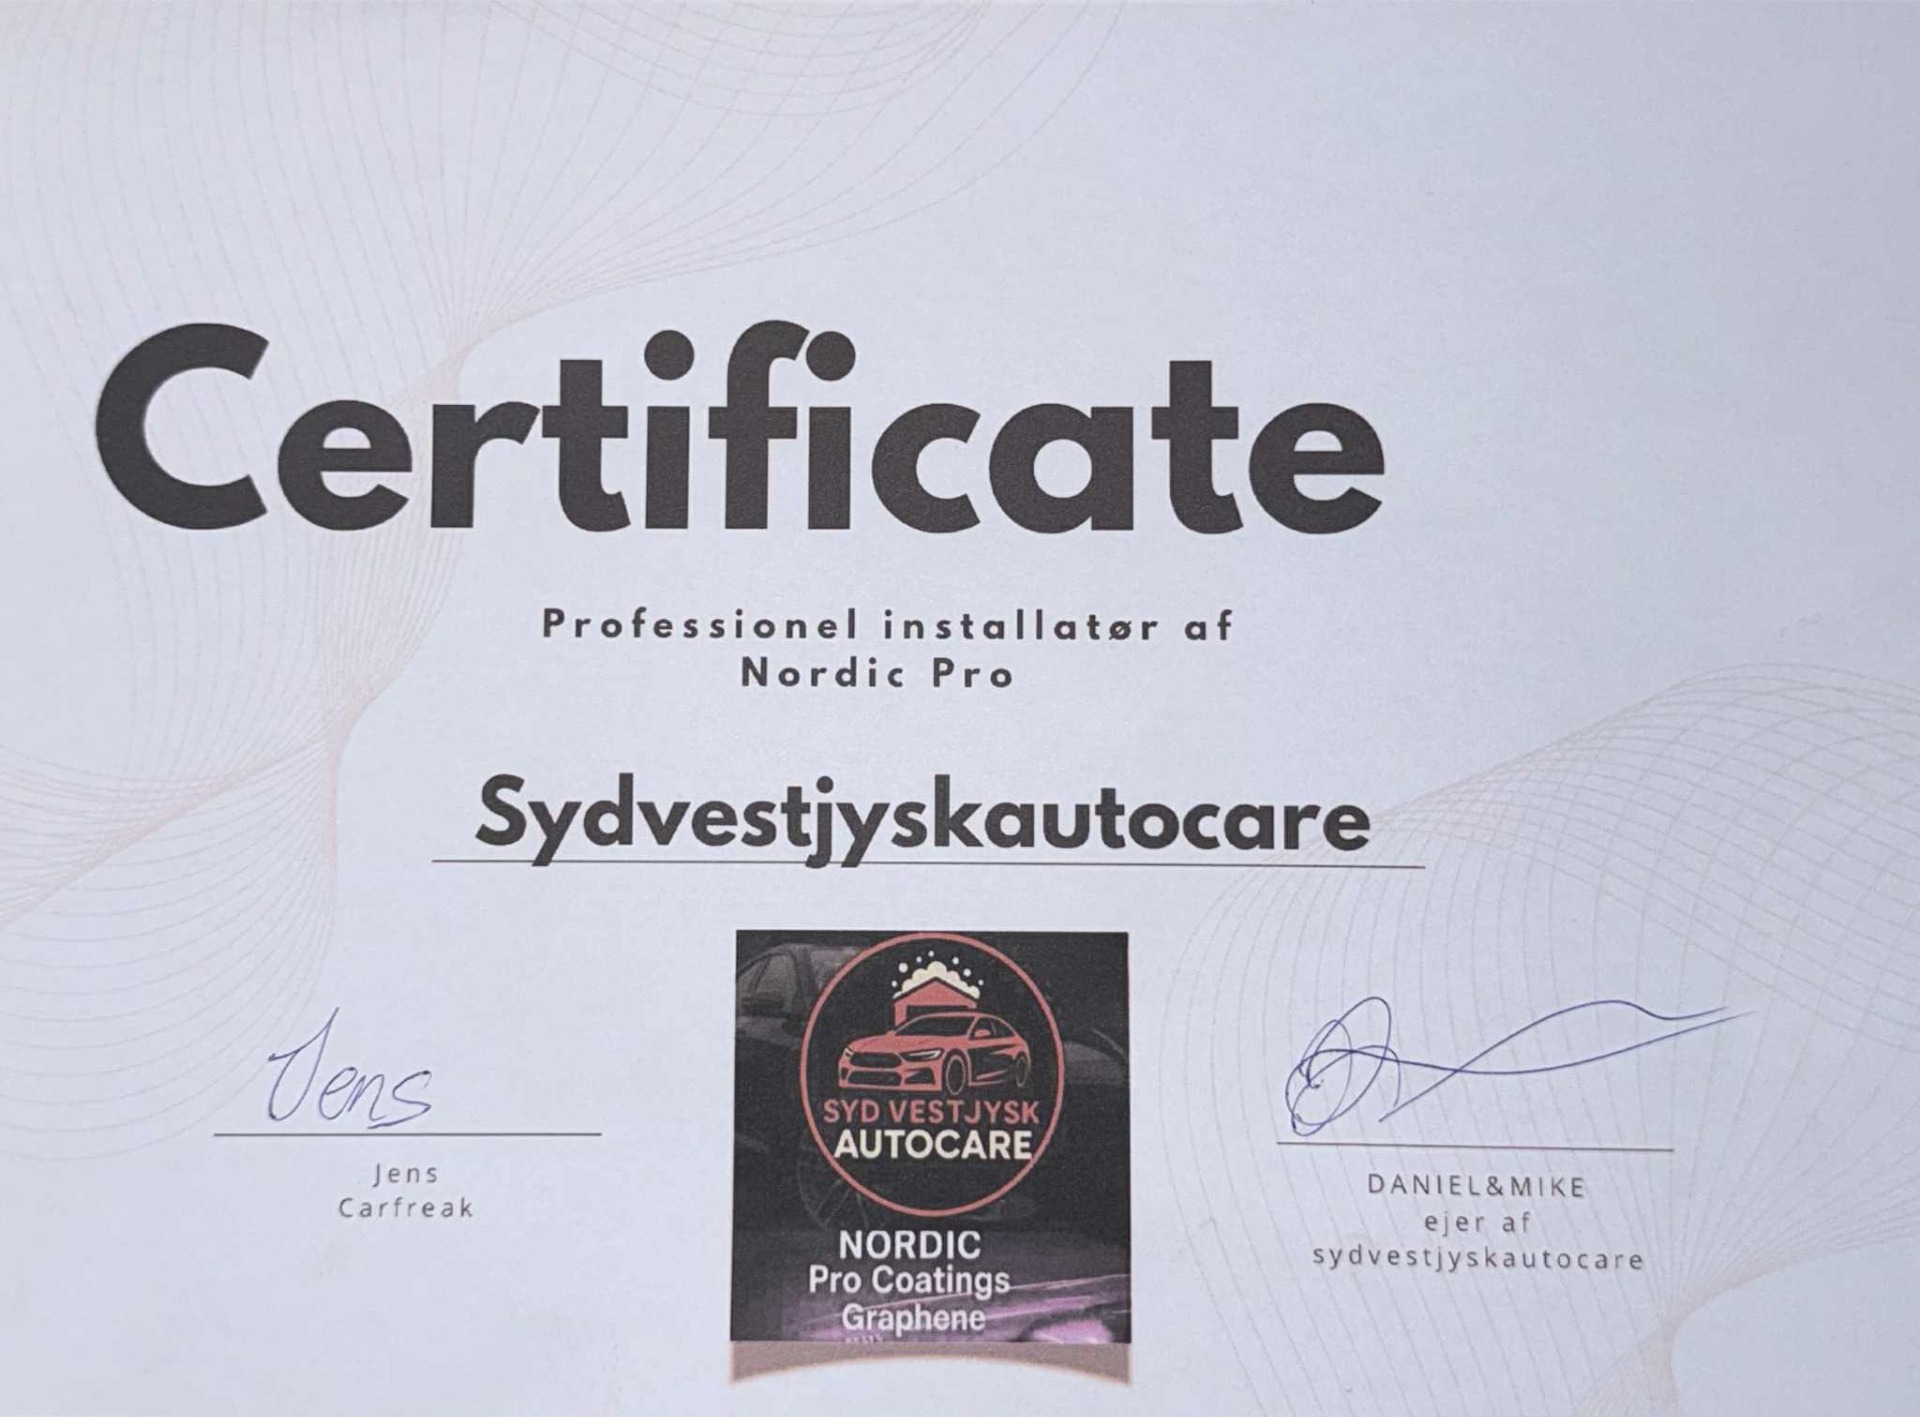 Certificate
Professionel installatør af
Nordic Pro
Sydvestjyskautocare
Jens
Jens
Carfreak
SYD VESTJYSK
AUTOCARE
NORDIC
Pro Coatings
Graphene
DANIEL&MIKE
ejer af
sydvestjyskautocare